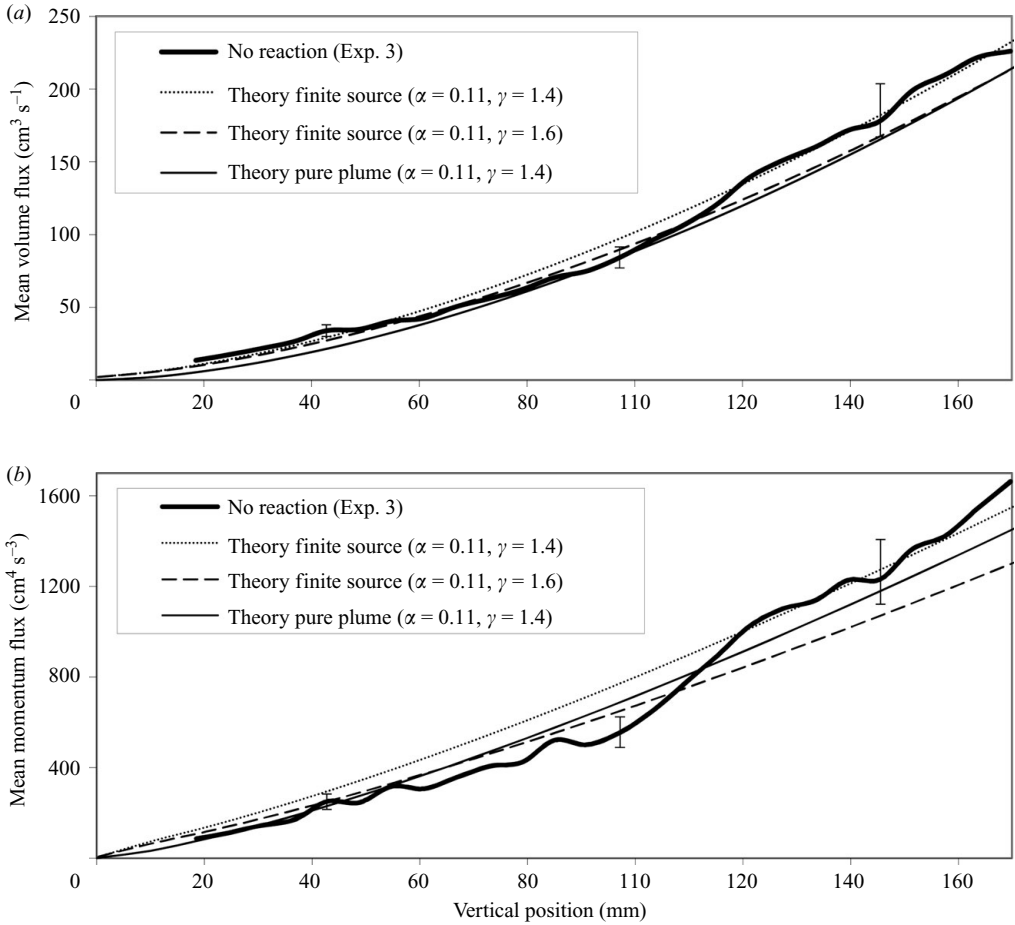 (a)
250
200
150
100
50
Mean volume flux (cm³ s⁻¹)
No reaction (Exp. 3)
Theory finite source (α = 0.11, γ = 1.4)
Theory finite source (α = 0.11, γ = 1.6)
Theory pure plume (α = 0.11, γ = 1.4)
0 20 40 60 80 110 120 140 160
(b)
1600
1200
800
400
Mean momentum flux (cm⁴ s⁻³)
No reaction (Exp. 3)
Theory finite source (α = 0.11, γ = 1.4)
Theory finite source (α = 0.11, γ = 1.6)
Theory pure plume (α = 0.11, γ = 1.4)
0 20 40 60 80 110 120 140 160
Vertical position (mm)